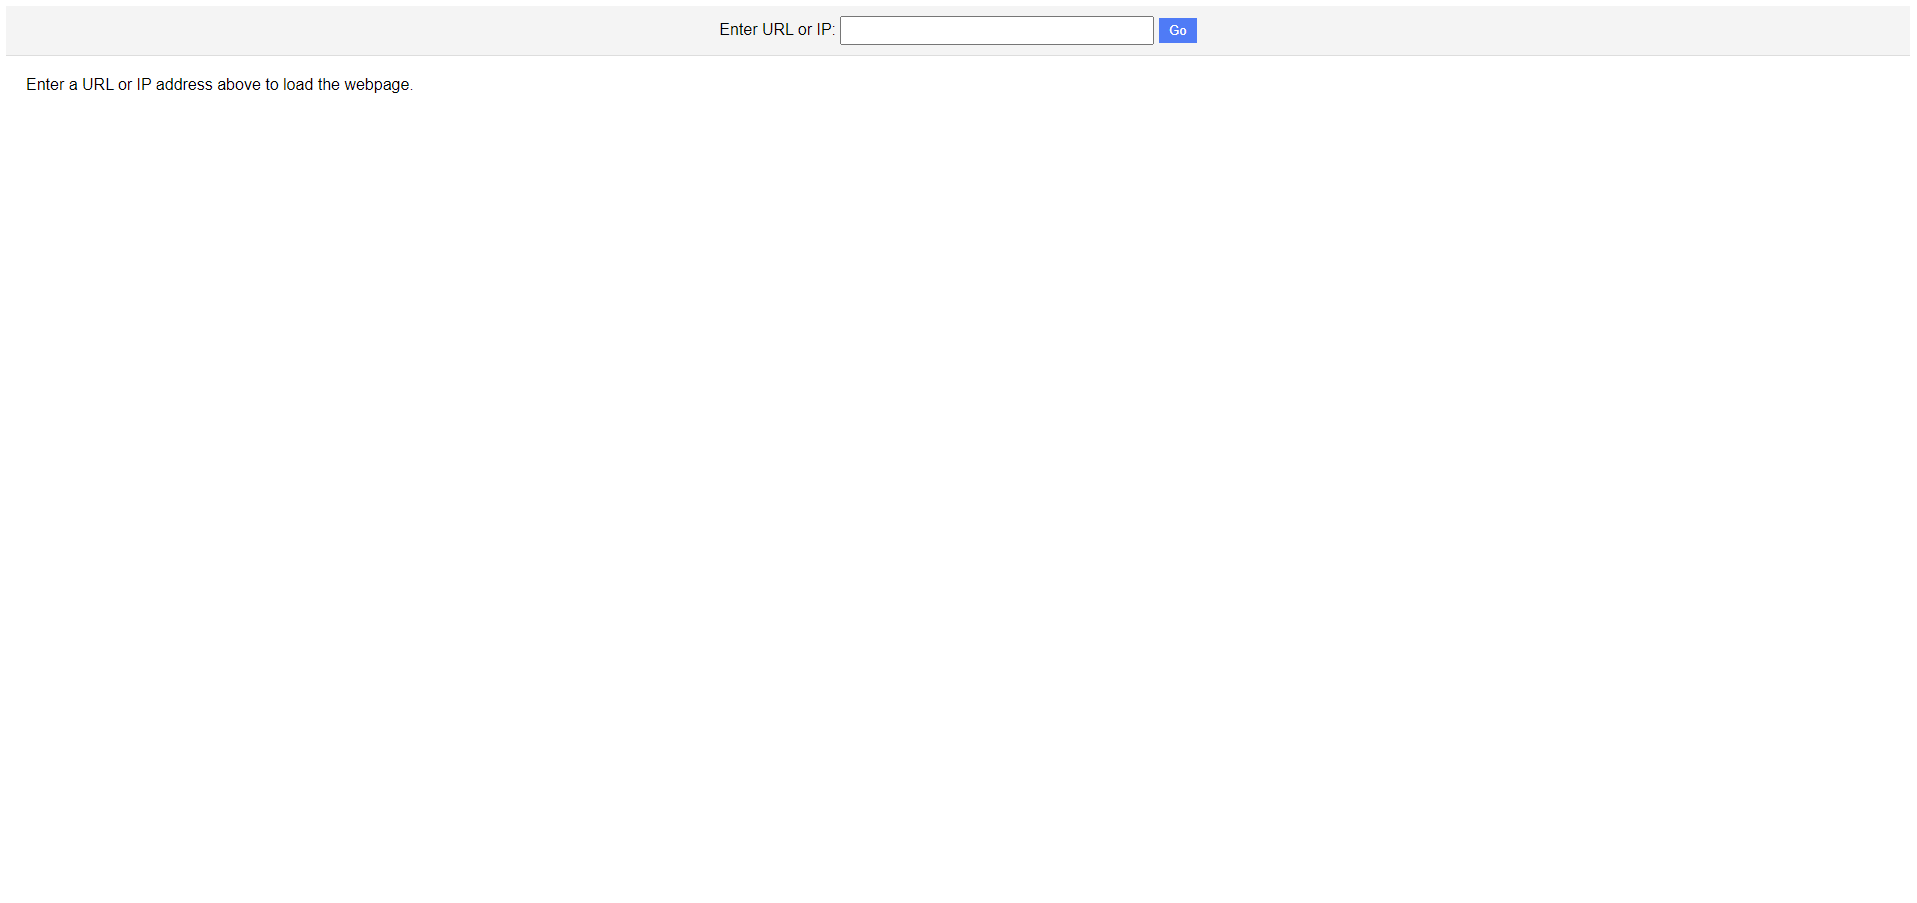 Enter URL or IP: Go
Enter a URL or IP address above to load the webpage.